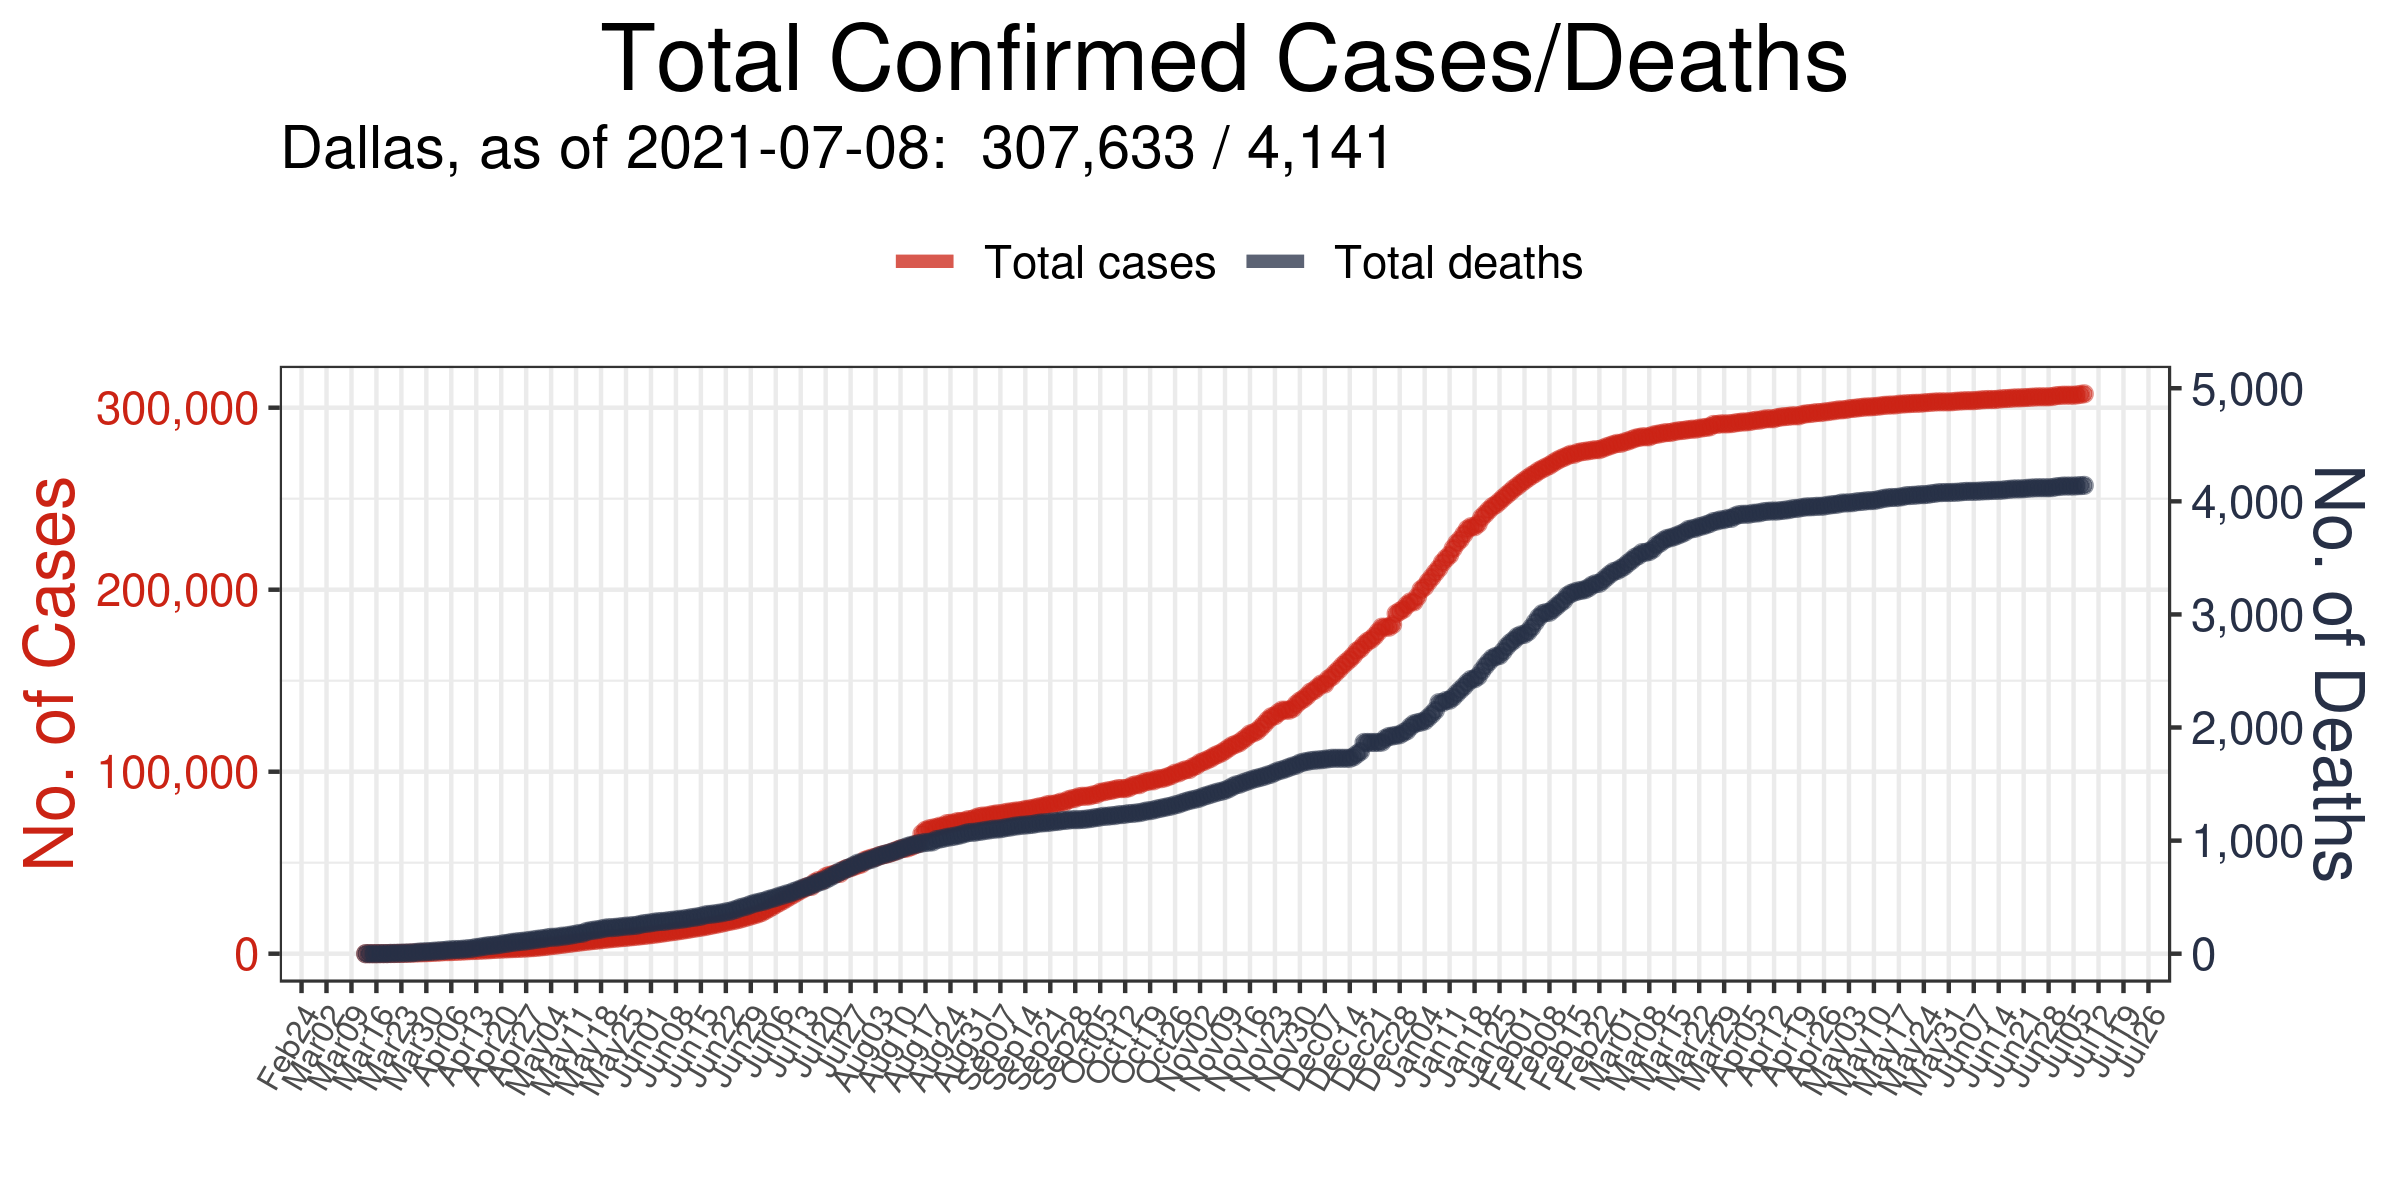 Total Confirmed Cases/Deaths
Dallas, as of 2021-07-08:  307,633 / 4,141
Total cases
Total deaths
No. of Cases
300,000
200,000
100,000
0
5,000
4,000
3,000
2,000
1,000
0
No. of Deaths
Feb24
Mar02
Mar09
Mar16
Mar23
Mar30
Apr06
Apr13
Apr20
Apr27
May04
May11
May18
May25
Jun01
Jun08
Jun15
Jun22
Jun29
Jul06
Jul13
Jul20
Jul27
Aug03
Aug10
Aug17
Aug24
Aug31
Sep07
Sep14
Sep21
Sep28
Oct05
Oct12
Oct19
Oct26
Nov02
Nov09
Nov16
Nov23
Nov30
Dec07
Dec14
Dec21
Dec28
Jan04
Jan11
Jan18
Jan25
Feb01
Feb08
Feb15
Feb22
Mar01
Mar08
Mar15
Mar22
Mar29
Apr05
Apr12
Apr19
Apr26
May03
May10
May17
May24
May31
Jun07
Jun14
Jun21
Jun28
Jul05
Jul12
Jul19
Jul26